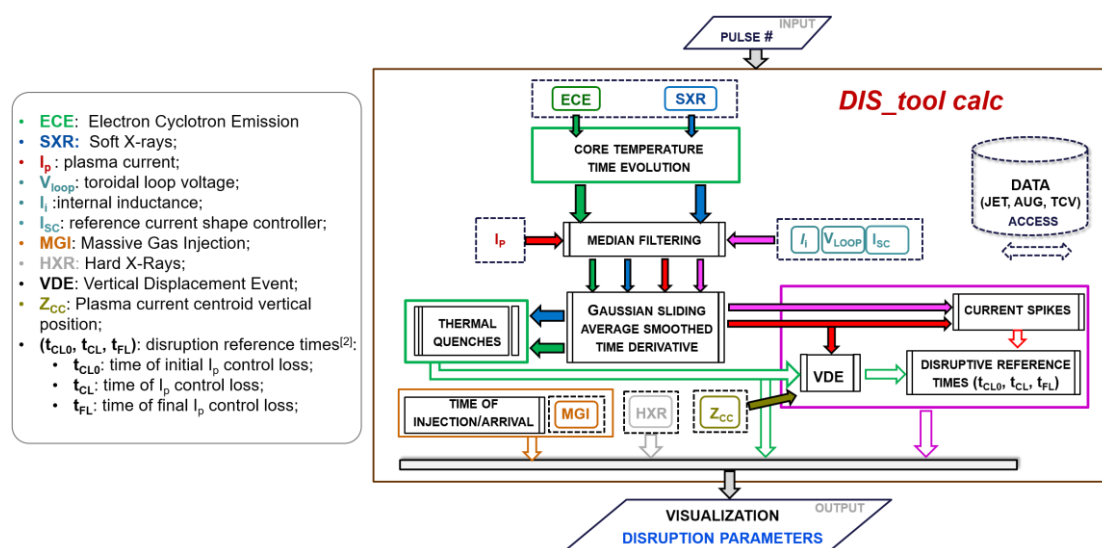 INPUT
PULSE #
DIS_tool calc
ECE
SXR
CORE TEMPERATURE
TIME EVOLUTION
DATA
(JET, AUG, TCV)
ACCESS
IP
MEDIAN FILTERING
Ii
VLOOP
ISC
GAUSSIAN SLIDING
AVERAGE SMOOTHED
TIME DERIVATIVE
THERMAL
QUENCHES
CURRENT SPIKES
VDE
DISRUPTIVE REFERENCE
TIMES (tCL0, tCL, tFL)
TIME OF
INJECTION/ARRIVAL
MGI
HXR
ZCC
OUTPUT
VISUALIZATION
DISRUPTION PARAMETERS
• ECE: Electron Cyclotron Emission
• SXR: Soft X-rays;
• Ip : plasma current;
• Vloop: toroidal loop voltage;
• Ii :internal inductance;
• ISC: reference current shape controller;
• MGI: Massive Gas Injection;
• HXR: Hard X-Rays;
• VDE: Vertical Displacement Event;
• ZCC: Plasma current centroid vertical
position;
• (tCL0, tCL, tFL): disruption reference times[2]:
• tCL0: time of initial Ip control loss;
• tCL: time of Ip control loss;
• tFL: time of final Ip control loss;